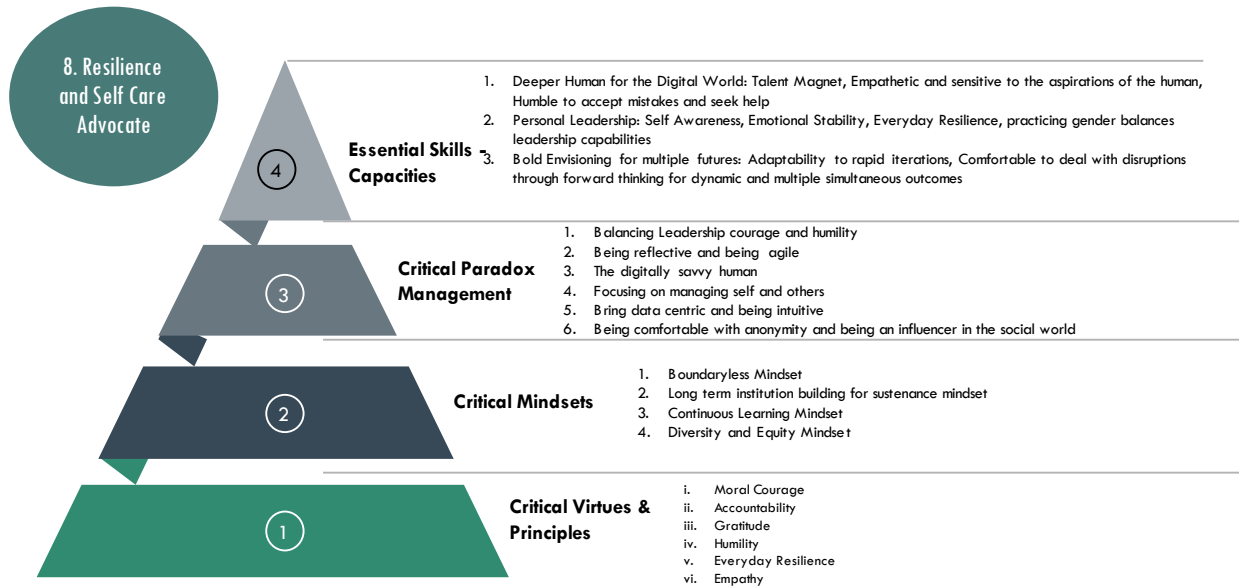 8. Resilience
and Self Care
Advocate
4
Essential Skills -
Capacities
1. Deeper Human for the Digital World: Talent Magnet, Empathetic and sensitive to the aspirations of the human,
Humble to accept mistakes and seek help
2. Personal Leadership: Self Awareness, Emotional Stability, Everyday Resilience, practicing gender balances
leadership capabilities
3. Bold Envisioning for multiple futures: Adaptability to rapid iterations, Comfortable to deal with disruptions
through forward thinking for dynamic and multiple simultaneous outcomes
3
Critical Paradox
Management
1. Balancing Leadership courage and humility
2. Being reflective and being agile
3. The digitally savvy human
4. Focusing on managing self and others
5. Bring data centric and being intuitive
6. Being comfortable with anonymity and being an influencer in the social world
2
Critical Mindsets
1. Boundaryless Mindset
2. Long term institution building for sustenance mindset
3. Continuous Learning Mindset
4. Diversity and Equity Mindset
1
Critical Virtues &
Principles
i. Moral Courage
ii. Accountability
iii. Gratitude
iv. Humility
v. Everyday Resilience
vi. Empathy